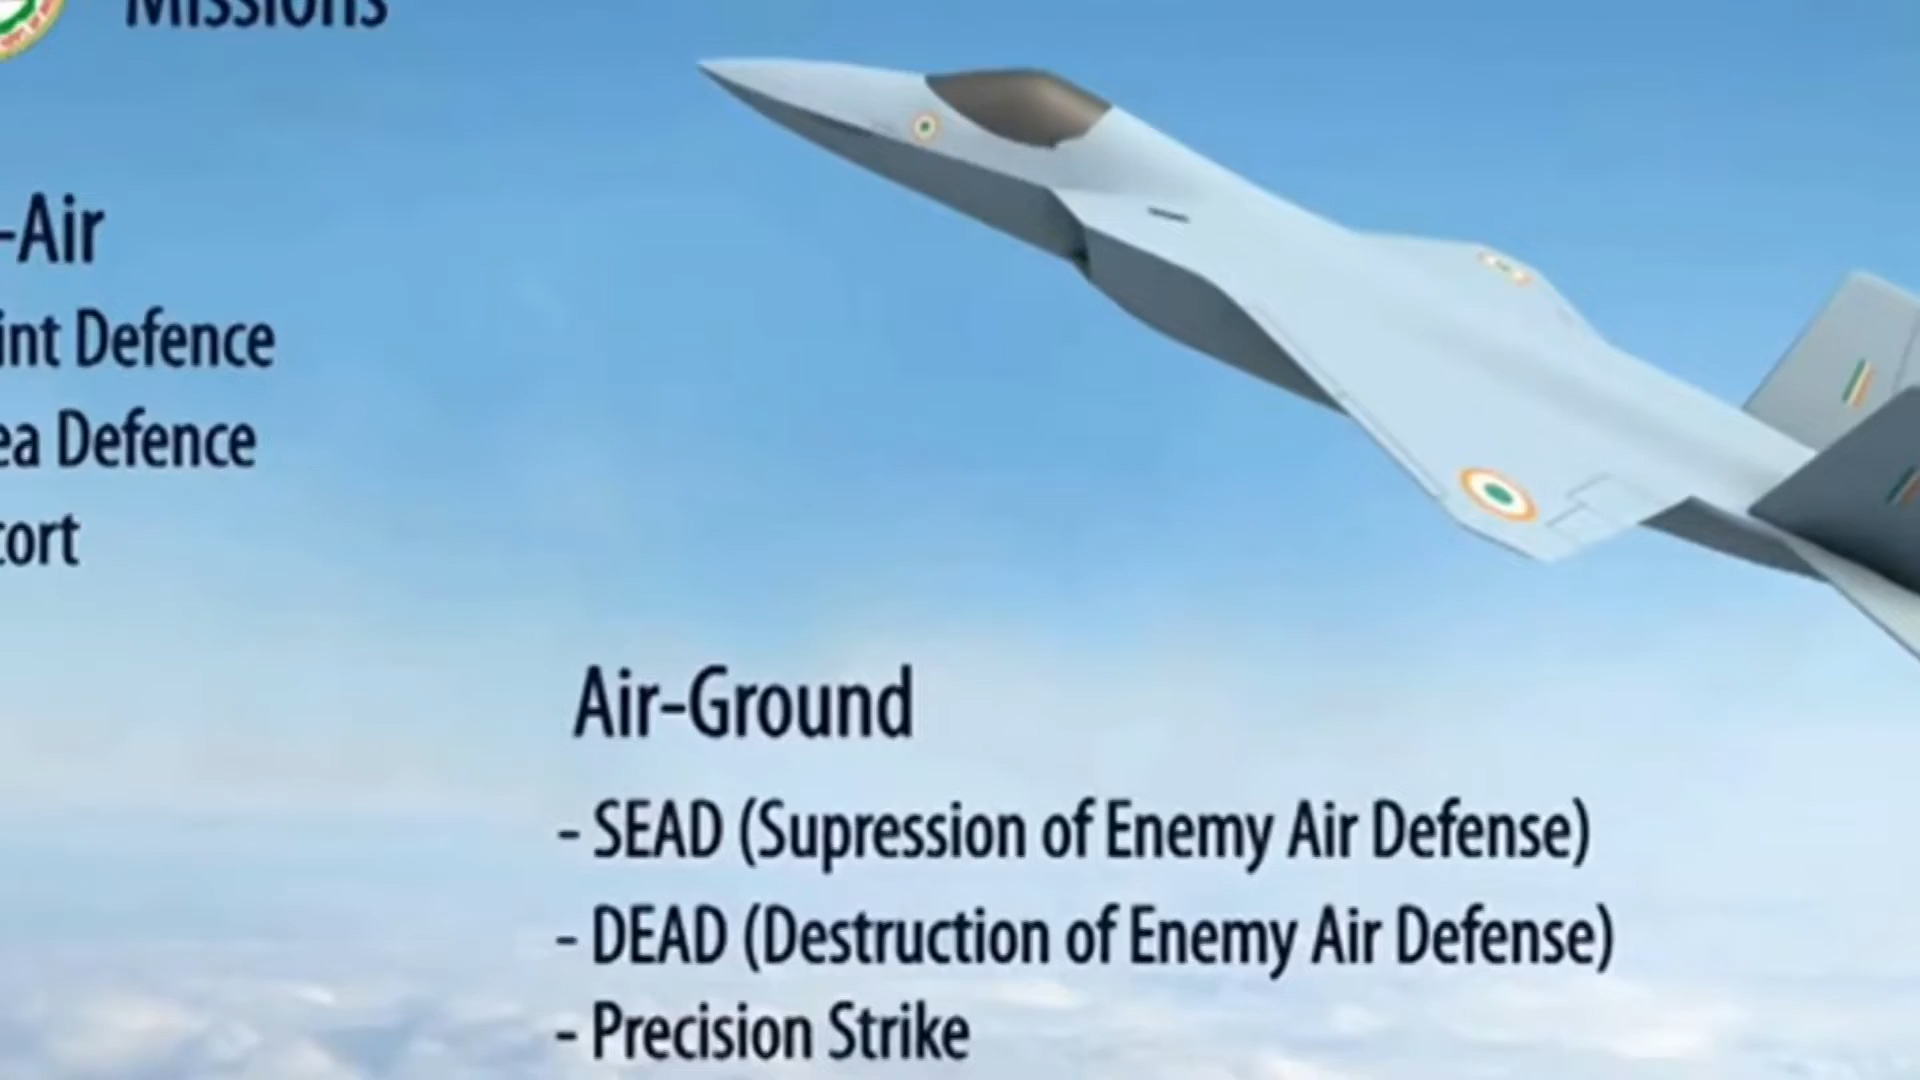 Missions
-Air
int Defence
ea Defence
cort
Air-Ground
- SEAD (Supression of Enemy Air Defense)
- DEAD (Destruction of Enemy Air Defense)
- Precision Strike